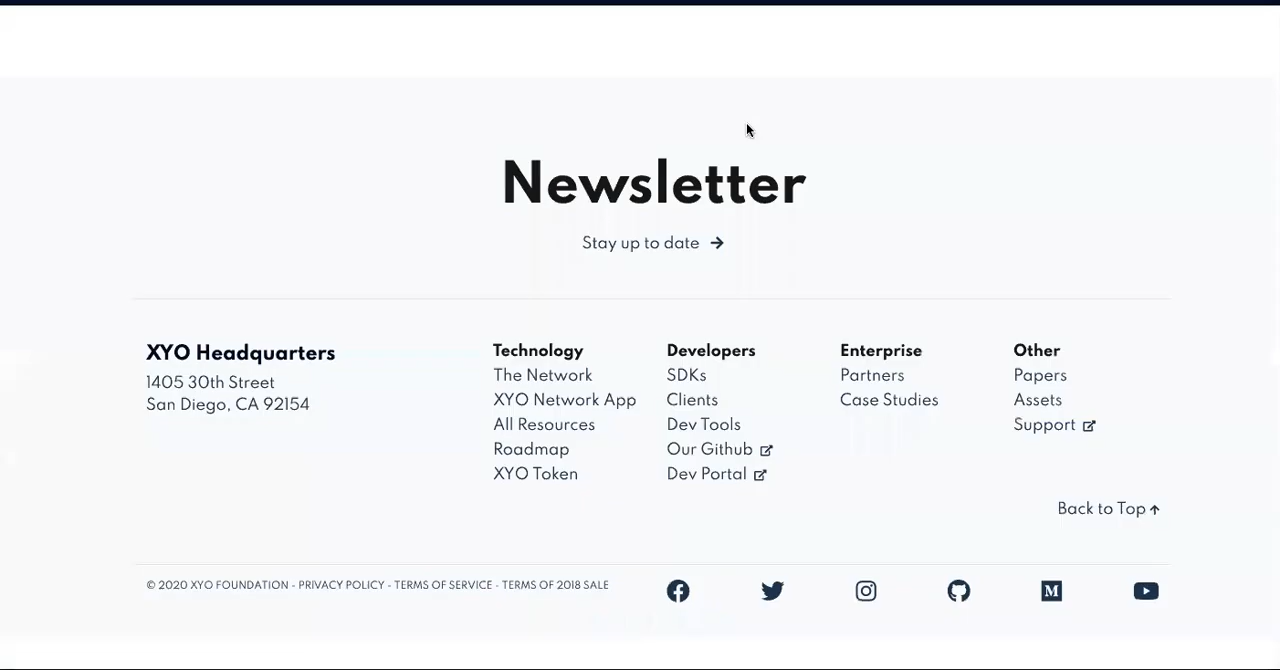 Newsletter
Stay up to date
XYO Headquarters
1405 30th Street
San Diego, CA 92154
Technology
The Network
XYO Network App
All Resources
Roadmap
XYO Token
Developers
SDKs
Clients
Dev Tools
Our Github
Dev Portal
Enterprise
Partners
Case Studies
Other
Papers
Assets
Support
Back to Top
© 2020 XYO FOUNDATION - PRIVACY POLICY - TERMS OF SERVICE - TERMS OF 2018 SALE
M